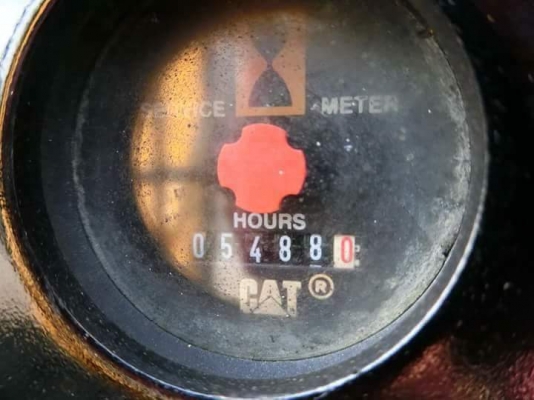 SERVICE METER
HOURS
054880
CAT ®